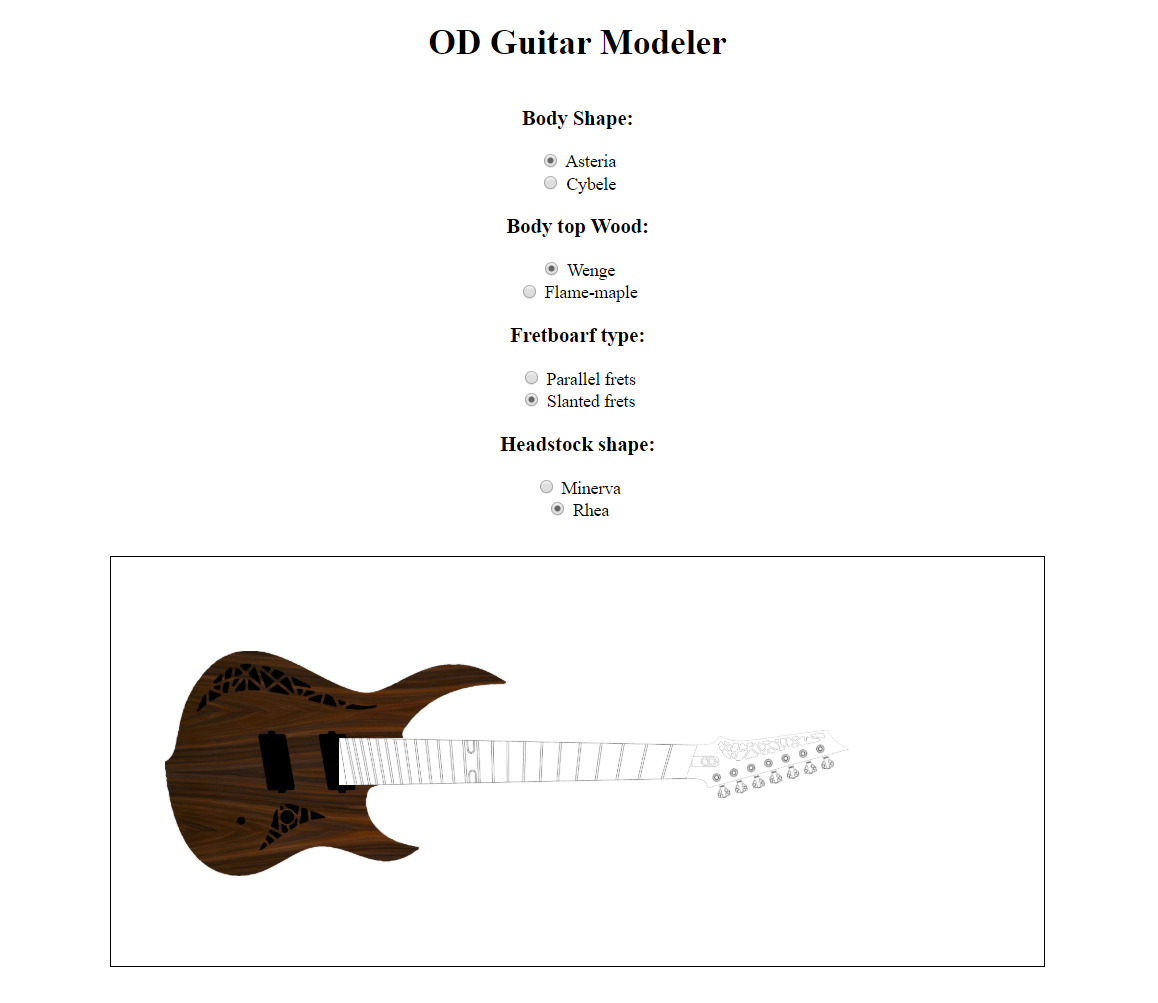 OD Guitar Modeler
Body Shape:
Asteria
Cybele
Body top Wood:
Wenge
Flame-maple
Fretboarf type:
Parallel frets
Slanted frets
Headstock shape:
Minerva
Rhea